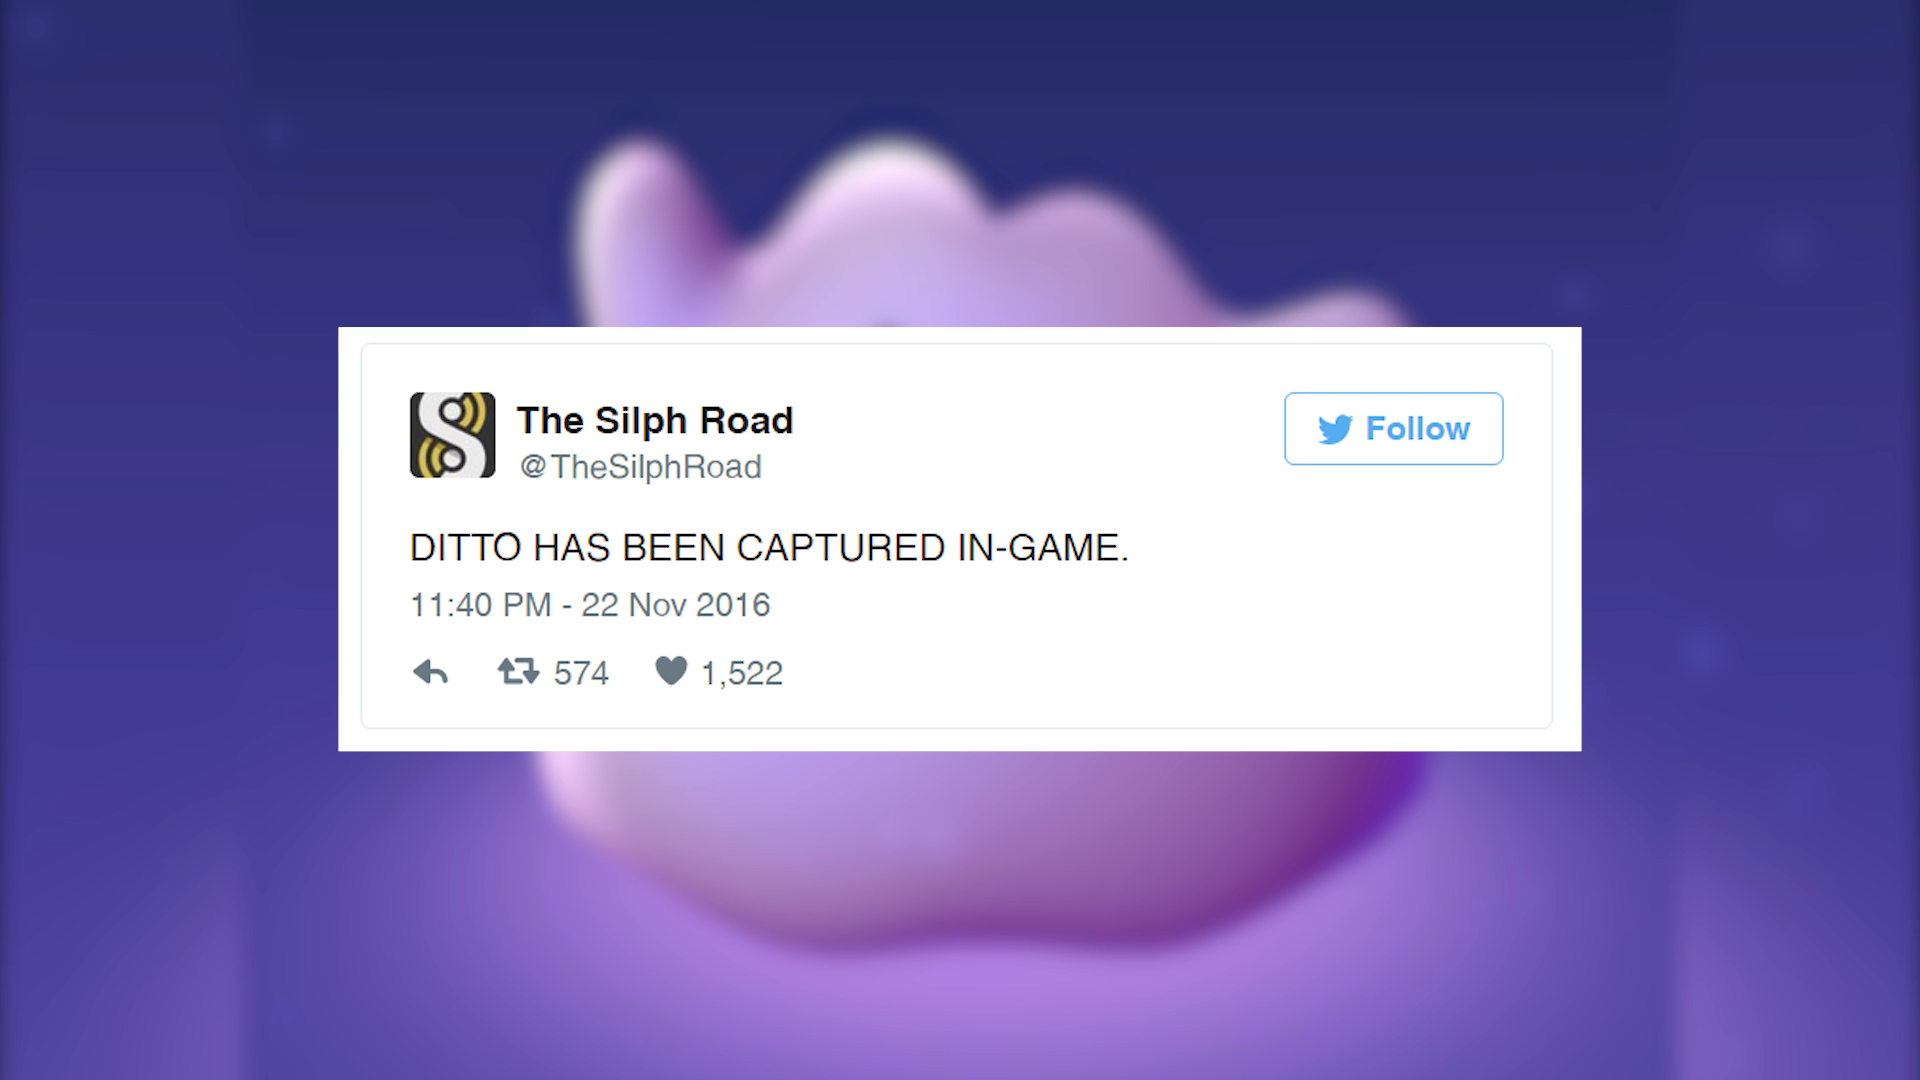 The Silph Road
@TheSilphRoad
Follow
DITTO HAS BEEN CAPTURED IN-GAME.
11:40 PM - 22 Nov 2016
574 1,522